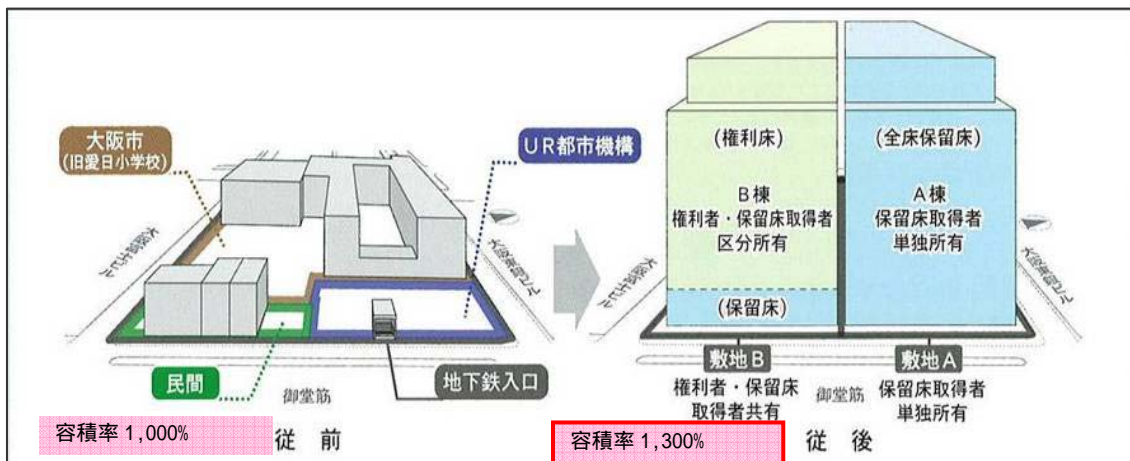 大阪市
(旧愛日小学校)
UR都市機構
民間
地下鉄入口
御堂筋
容積率 1,000%
従 前
(権利床)
B棟
権利者・保留床取得者
区分所有
(保留床)
(全床保留床)
A棟
保留床取得者
単独所有
敷地B
権利者・保留床
取得者共有
御堂筋
敷地A
保留床取得者
単独所有
容積率 1,300%
従 後